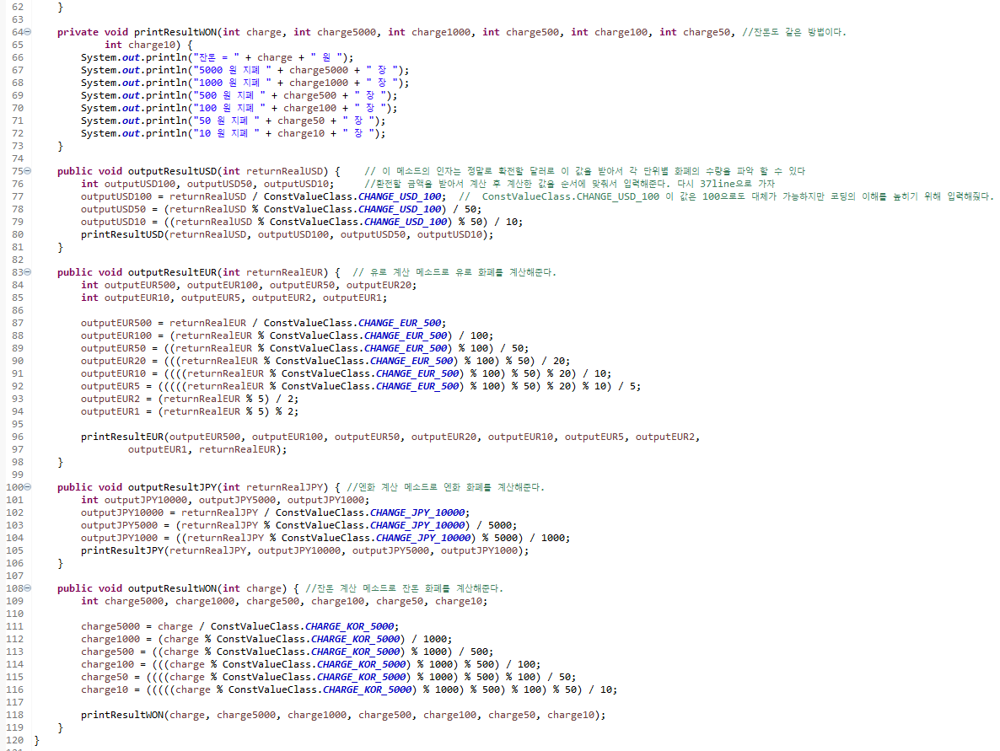 62 }
63
64 private void printResultWON(int charge, int charge5000, int charge1000, int charge500, int charge100, int charge50, //잔돈도 같은 방법이다.
65 int charge10) {
66 System.out.println("잔돈 = " + charge + " 원 ");
67 System.out.println("5000 원 지폐 " + charge5000 + " 장 ");
68 System.out.println("1000 원 지폐 " + charge1000 + " 장 ");
69 System.out.println("500 원 지폐 " + charge500 + " 장 ");
70 System.out.println("100 원 지폐 " + charge100 + " 장 ");
71 System.out.println("50 원 지폐 " + charge50 + " 장 ");
72 System.out.println("10 원 지폐 " + charge10 + " 장 ");
73 }
74
75 public void outputResultUSD(int returnRealUSD) { // 이 메소드의 인자는 정말로 확전할 달러로 이 값을 받아서 각 단위별 화폐의 수량을 파악 할 수 있다
76 int outputUSD100, outputUSD50, outputUSD10; //환전할 금액을 받아서 계산 후 계산한 값을 순서에 맞춰서 입력해준다. 다시 37line으로 가자
77 outputUSD100 = returnRealUSD / ConstValueClass.CHANGE_USD_100; // ConstValueClass.CHANGE_USD_100 이 값은 100으로도 대체가 가능하지만 코딩의 이해를 높히기 위해 입력해줬다.
78 outputUSD50 = (returnRealUSD % ConstValueClass.CHANGE_USD_100) / 50;
79 outputUSD10 = ((returnRealUSD % ConstValueClass.CHANGE_USD_100) % 50) / 10;
80 printResultUSD(returnRealUSD, outputUSD100, outputUSD50, outputUSD10);
81 }
82
83 public void outputResultEUR(int returnRealEUR) { // 유로 계산 메소드로 유로 화폐를 계산해준다.
84 int outputEUR500, outputEUR100, outputEUR50, outputEUR20;
85 int outputEUR10, outputEUR5, outputEUR2, outputEUR1;
86
87 outputEUR500 = returnRealEUR / ConstValueClass.CHANGE_EUR_500;
88 outputEUR100 = (returnRealEUR % ConstValueClass.CHANGE_EUR_500) / 100;
89 outputEUR50 = ((returnRealEUR % ConstValueClass.CHANGE_EUR_500) % 100) / 50;
90 outputEUR20 = (((returnRealEUR % ConstValueClass.CHANGE_EUR_500) % 100) % 50) / 20;
91 outputEUR10 = ((((returnRealEUR % ConstValueClass.CHANGE_EUR_500) % 100) % 50) % 20) / 10;
92 outputEUR5 = (((((returnRealEUR % ConstValueClass.CHANGE_EUR_500) % 100) % 50) % 20) % 10) / 5;
93 outputEUR2 = (returnRealEUR % 5) / 2;
94 outputEUR1 = (returnRealEUR % 5) % 2;
95
96 printResultEUR(outputEUR500, outputEUR100, outputEUR50, outputEUR20, outputEUR10, outputEUR5, outputEUR2,
97 outputEUR1, returnRealEUR);
98 }
99
100 public void outputResultJPY(int returnRealJPY) { //엔화 계산 메소드로 엔화 화폐를 계산해준다.
101 int outputJPY10000, outputJPY5000, outputJPY1000;
102 outputJPY10000 = returnRealJPY / ConstValueClass.CHANGE_JPY_10000;
103 outputJPY5000 = (returnRealJPY % ConstValueClass.CHANGE_JPY_10000) / 5000;
104 outputJPY1000 = ((returnRealJPY % ConstValueClass.CHANGE_JPY_10000) % 5000) / 1000;
105 printResultJPY(returnRealJPY, outputJPY10000, outputJPY5000, outputJPY1000);
106 }
107
108 public void outputResultWON(int charge) { //잔돈 계산 메소드로 잔돈 화폐를 계산해준다.
109 int charge5000, charge1000, charge500, charge100, charge50, charge10;
110
111 charge5000 = charge / ConstValueClass.CHARGE_KOR_5000;
112 charge1000 = (charge % ConstValueClass.CHARGE_KOR_5000) / 1000;
113 charge500 = ((charge % ConstValueClass.CHARGE_KOR_5000) % 1000) / 500;
114 charge100 = (((charge % ConstValueClass.CHARGE_KOR_5000) % 1000) % 500) / 100;
115 charge50 = ((((charge % ConstValueClass.CHARGE_KOR_5000) % 1000) % 500) % 100) / 50;
116 charge10 = (((((charge % ConstValueClass.CHARGE_KOR_5000) % 1000) % 500) % 100) % 50) / 10;
117
118 printResultWON(charge, charge5000, charge1000, charge500, charge100, charge50, charge10);
119 }
120 }